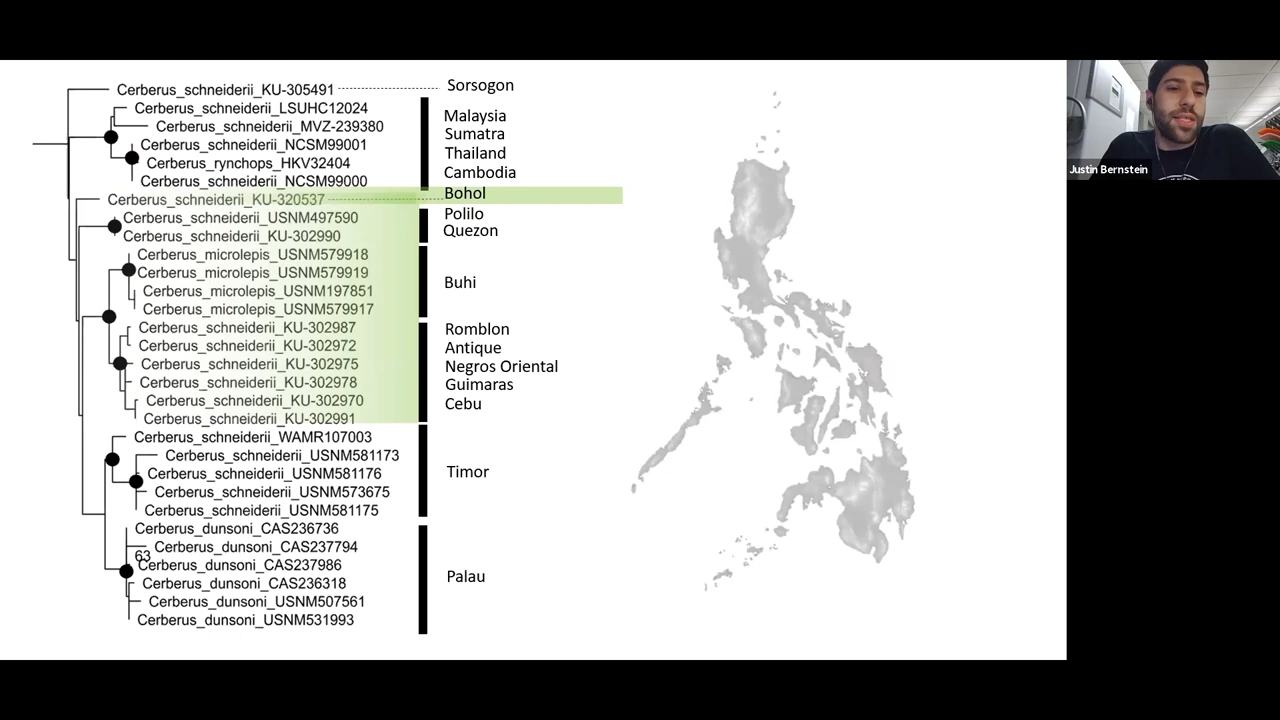 Cerberus_schneiderii_KU-305491
Sorsogon
Cerberus_schneiderii_LSUHC12024
Cerberus_schneiderii_MVZ-239380
Cerberus_schneiderii_NCSM99001
Cerberus_rynchops_HKV32404
Cerberus_schneiderii_NCSM99000
Malaysia
Sumatra
Thailand
Cambodia
Cerberus_schneiderii_KU-320537
Bohol
Cerberus_schneiderii_USNM497590
Cerberus_schneiderii_KU-302990
Polilo
Quezon
Cerberus_microlepis_USNM579918
Cerberus_microlepis_USNM579919
Cerberus_microlepis_USNM197851
Cerberus_microlepis_USNM579917
Buhi
Cerberus_schneiderii_KU-302987
Cerberus_schneiderii_KU-302972
Cerberus_schneiderii_KU-302975
Cerberus_schneiderii_KU-302978
Cerberus_schneiderii_KU-302970
Cerberus_schneiderii_KU-302991
Romblon
Antique
Negros Oriental
Guimaras
Cebu
Cerberus_schneiderii_WAMR107003
Cerberus_schneiderii_USNM581173
Cerberus_schneiderii_USNM581176
Cerberus_schneiderii_USNM573675
Cerberus_schneiderii_USNM581175
Timor
Cerberus_dunsoni_CAS236736
Cerberus_dunsoni_CAS237794
63
Cerberus_dunsoni_CAS237986
Cerberus_dunsoni_CAS236318
Cerberus_dunsoni_USNM507561
Cerberus_dunsoni_USNM531993
Palau
Justin Bernstein